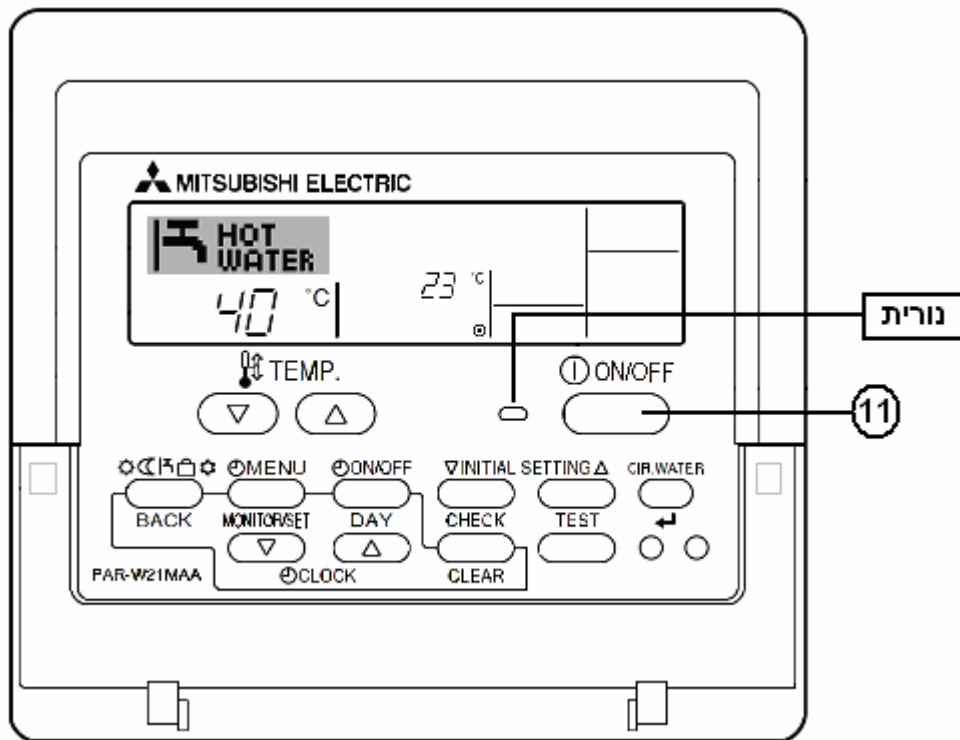 MITSUBISHI ELECTRIC
HOT
WATER
40 °C
23 °C
נורית
TEMP.
ON/OFF
11
MENU
ON/OFF
▽INITIAL SETTING△
CIR.WATER
BACK
MONITOR/SET
DAY
CHECK
TEST
PAR-W21MAA
CLOCK
CLEAR